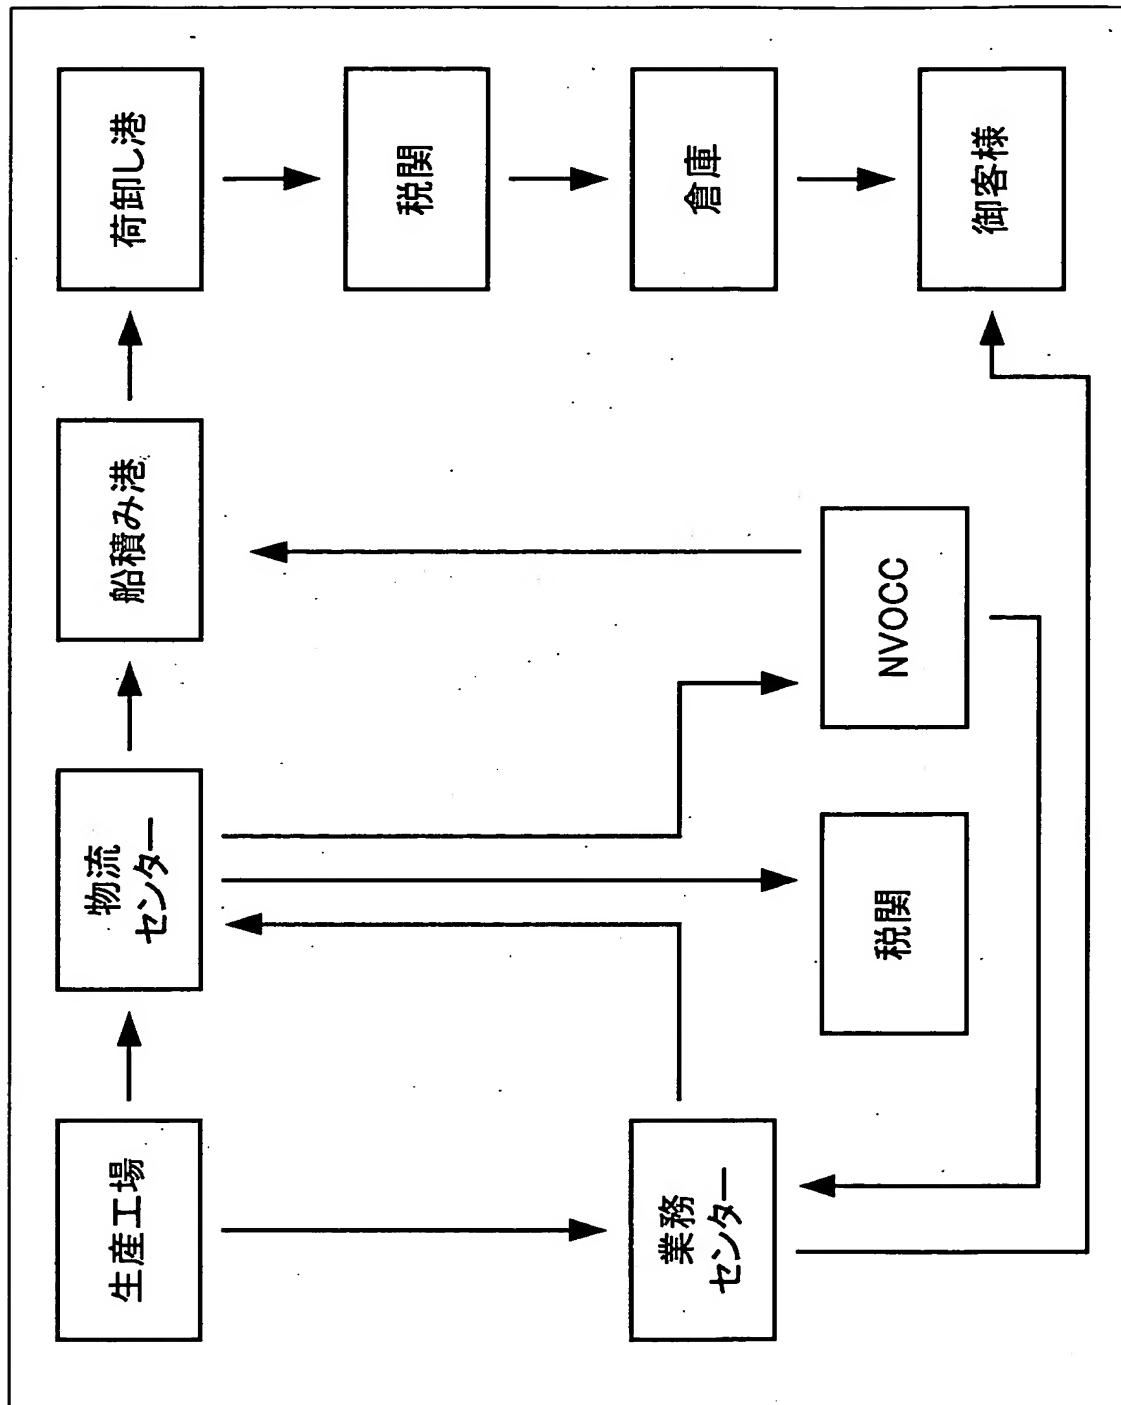 生産工場
物流
センター
船積み港
荷卸し港
税関
倉庫
御客様
業務
センター
税関
NVOCC